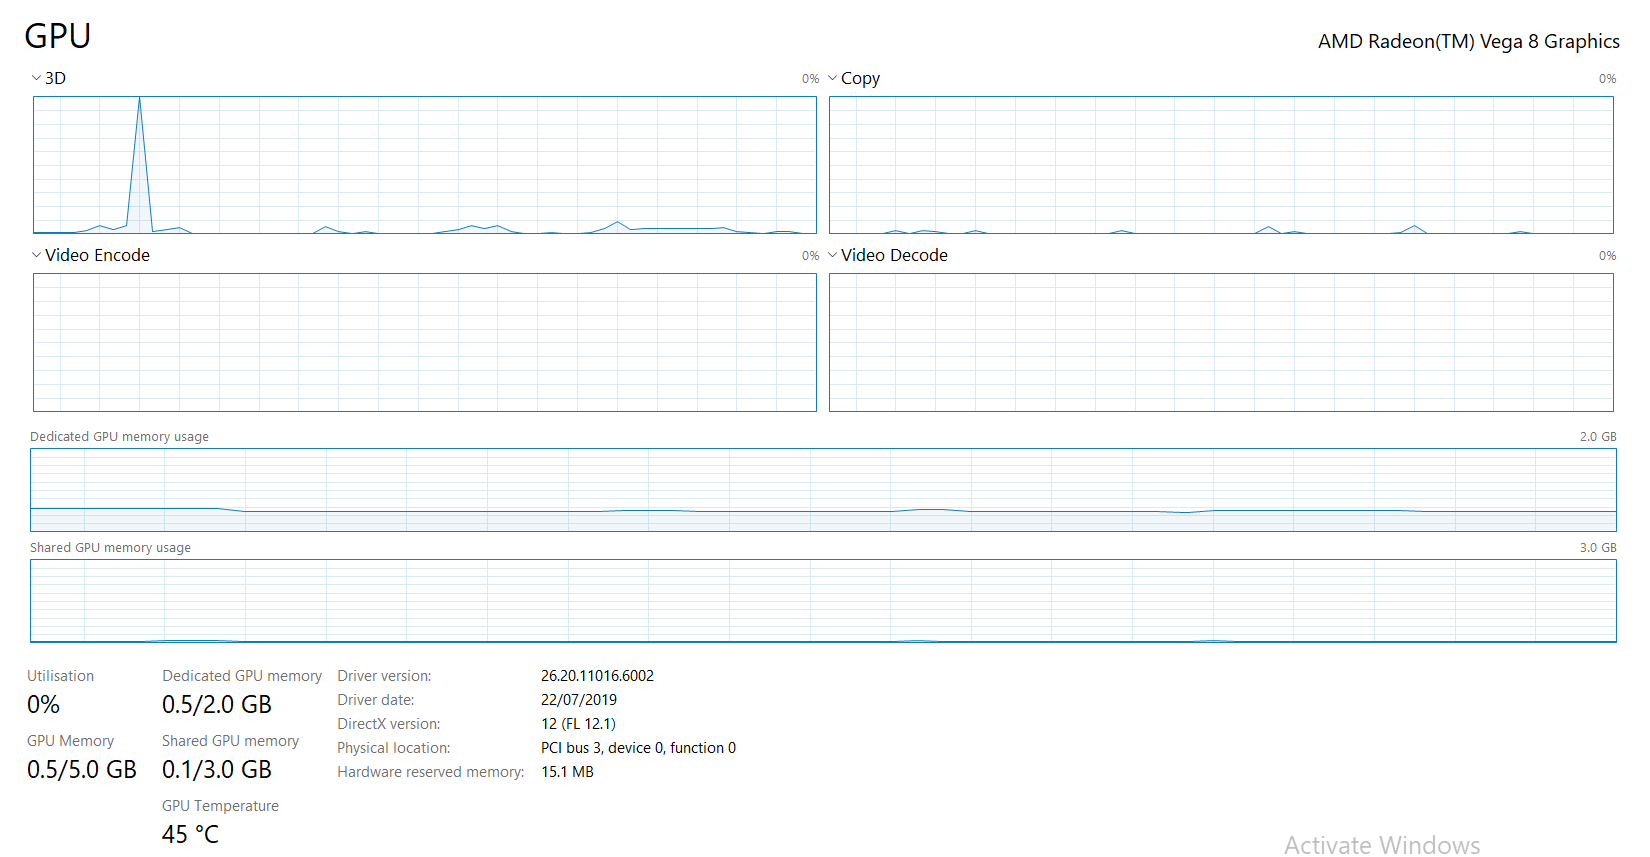 GPU
AMD Radeon(TM) Vega 8 Graphics
3D 0%
Copy 0%
Video Encode 0%
Video Decode 0%
Dedicated GPU memory usage 2.0 GB
Shared GPU memory usage 3.0 GB
Utilisation
0%
GPU Memory
0.5/5.0 GB
Dedicated GPU memory
0.5/2.0 GB
Shared GPU memory
0.1/3.0 GB
GPU Temperature
45 °C
Driver version: 26.20.11016.6002
Driver date: 22/07/2019
DirectX version: 12 (FL 12.1)
Physical location: PCI bus 3, device 0, function 0
Hardware reserved memory: 15.1 MB
Activate Windows